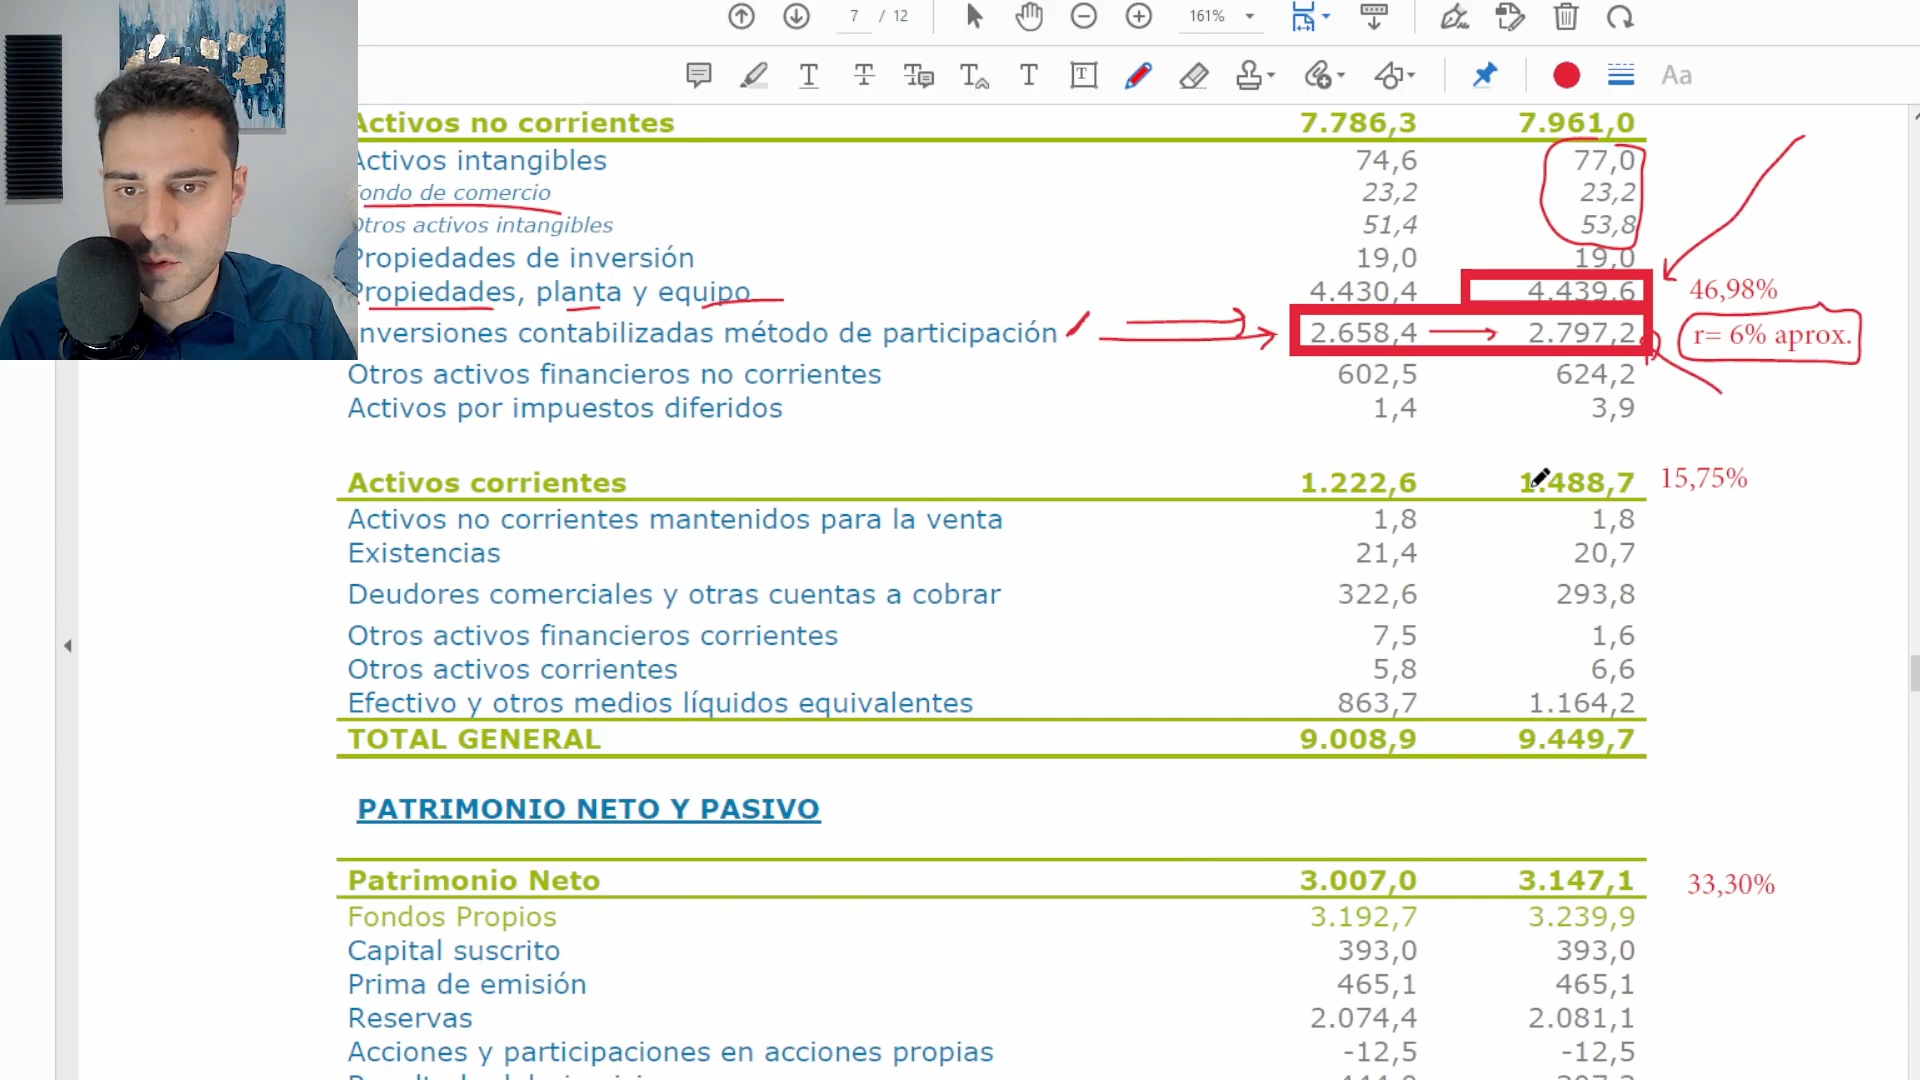 7 / 12 161%
Aa
Activos no corrientes 7.786,3 7.961,0
Activos intangibles 74,6 77,0
Fondo de comercio 23,2 23,2
Otros activos intangibles 51,4 53,8
Propiedades de inversión 19,0 19,0
Propiedades, planta y equipo 4.430,4 4.439,6 46,98%
Inversiones contabilizadas método de participación 2.658,4 2.797,2 r= 6% aprox.
Otros activos financieros no corrientes 602,5 624,2
Activos por impuestos diferidos 1,4 3,9
Activos corrientes 1.222,6 1.488,7 15,75%
Activos no corrientes mantenidos para la venta 1,8 1,8
Existencias 21,4 20,7
Deudores comerciales y otras cuentas a cobrar 322,6 293,8
Otros activos financieros corrientes 7,5 1,6
Otros activos corrientes 5,8 6,6
Efectivo y otros medios líquidos equivalentes 863,7 1.164,2
TOTAL GENERAL 9.008,9 9.449,7
PATRIMONIO NETO Y PASIVO
Patrimonio Neto 3.007,0 3.147,1 33,30%
Fondos Propios 3.192,7 3.239,9
Capital suscrito 393,0 393,0
Prima de emisión 465,1 465,1
Reservas 2.074,4 2.081,1
Acciones y participaciones en acciones propias -12,5 -12,5